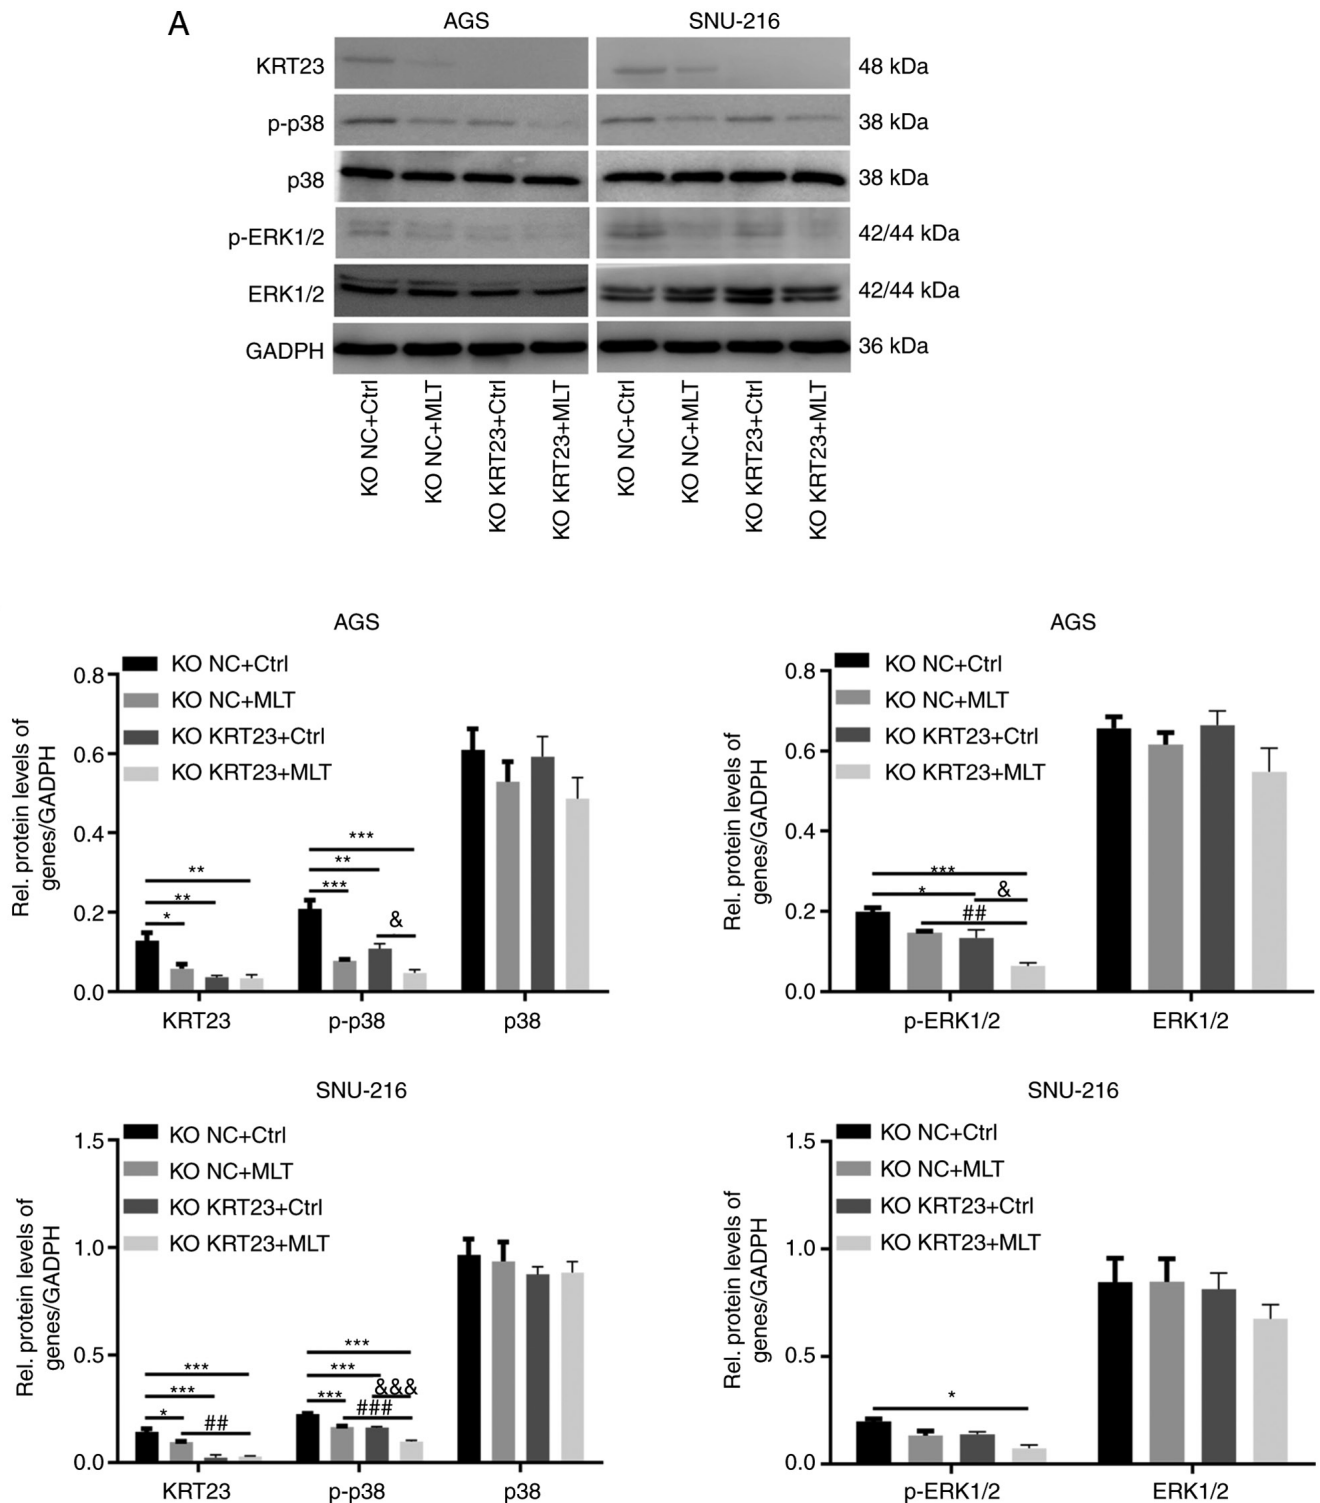 A
AGS
SNU-216
KRT23
48 kDa
p-p38
38 kDa
p38
38 kDa
p-ERK1/2
42/44 kDa
ERK1/2
42/44 kDa
GADPH
36 kDa
KO NC+Ctrl
KO NC+MLT
KO KRT23+Ctrl
KO KRT23+MLT
KO NC+Ctrl
KO NC+MLT
KO KRT23+Ctrl
KO KRT23+MLT
AGS
Rel. protein levels of
genes/GADPH
KO NC+Ctrl
KO NC+MLT
KO KRT23+Ctrl
KO KRT23+MLT
0.8
0.6
0.4
0.2
0.0
**
**
*
***
**
***
&
KRT23
p-p38
p38
AGS
Rel. protein levels of
genes/GADPH
KO NC+Ctrl
KO NC+MLT
KO KRT23+Ctrl
KO KRT23+MLT
0.8
0.6
0.4
0.2
0.0
***
*
&
##
p-ERK1/2
ERK1/2
SNU-216
Rel. protein levels of
genes/GADPH
KO NC+Ctrl
KO NC+MLT
KO KRT23+Ctrl
KO KRT23+MLT
1.5
1.0
0.5
0.0
***
***
*
##
***
***
&&&
***
###
KRT23
p-p38
p38
SNU-216
Rel. protein levels of
genes/GADPH
KO NC+Ctrl
KO NC+MLT
KO KRT23+Ctrl
KO KRT23+MLT
1.5
1.0
0.5
0.0
*
p-ERK1/2
ERK1/2